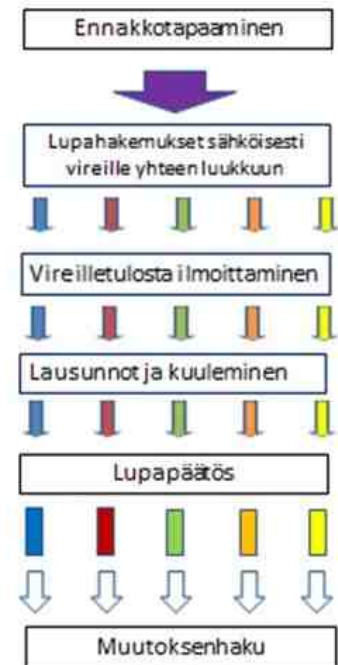 Ennakkotapaaminen
Lupahakemukset sähköisesti
vireille yhteen luukkuun
Vireilletulosta ilmoittaminen
Lausunnot ja kuuleminen
Lupapäätös
Muutoksenhaku